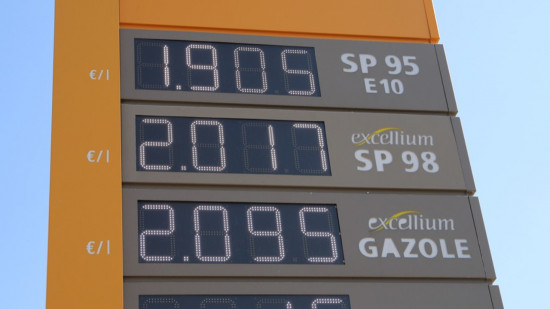 €/l 1.905 SP 95
E10
€/l 2.017 excellium
SP 98
€/l 2.095 excellium
GAZOLE